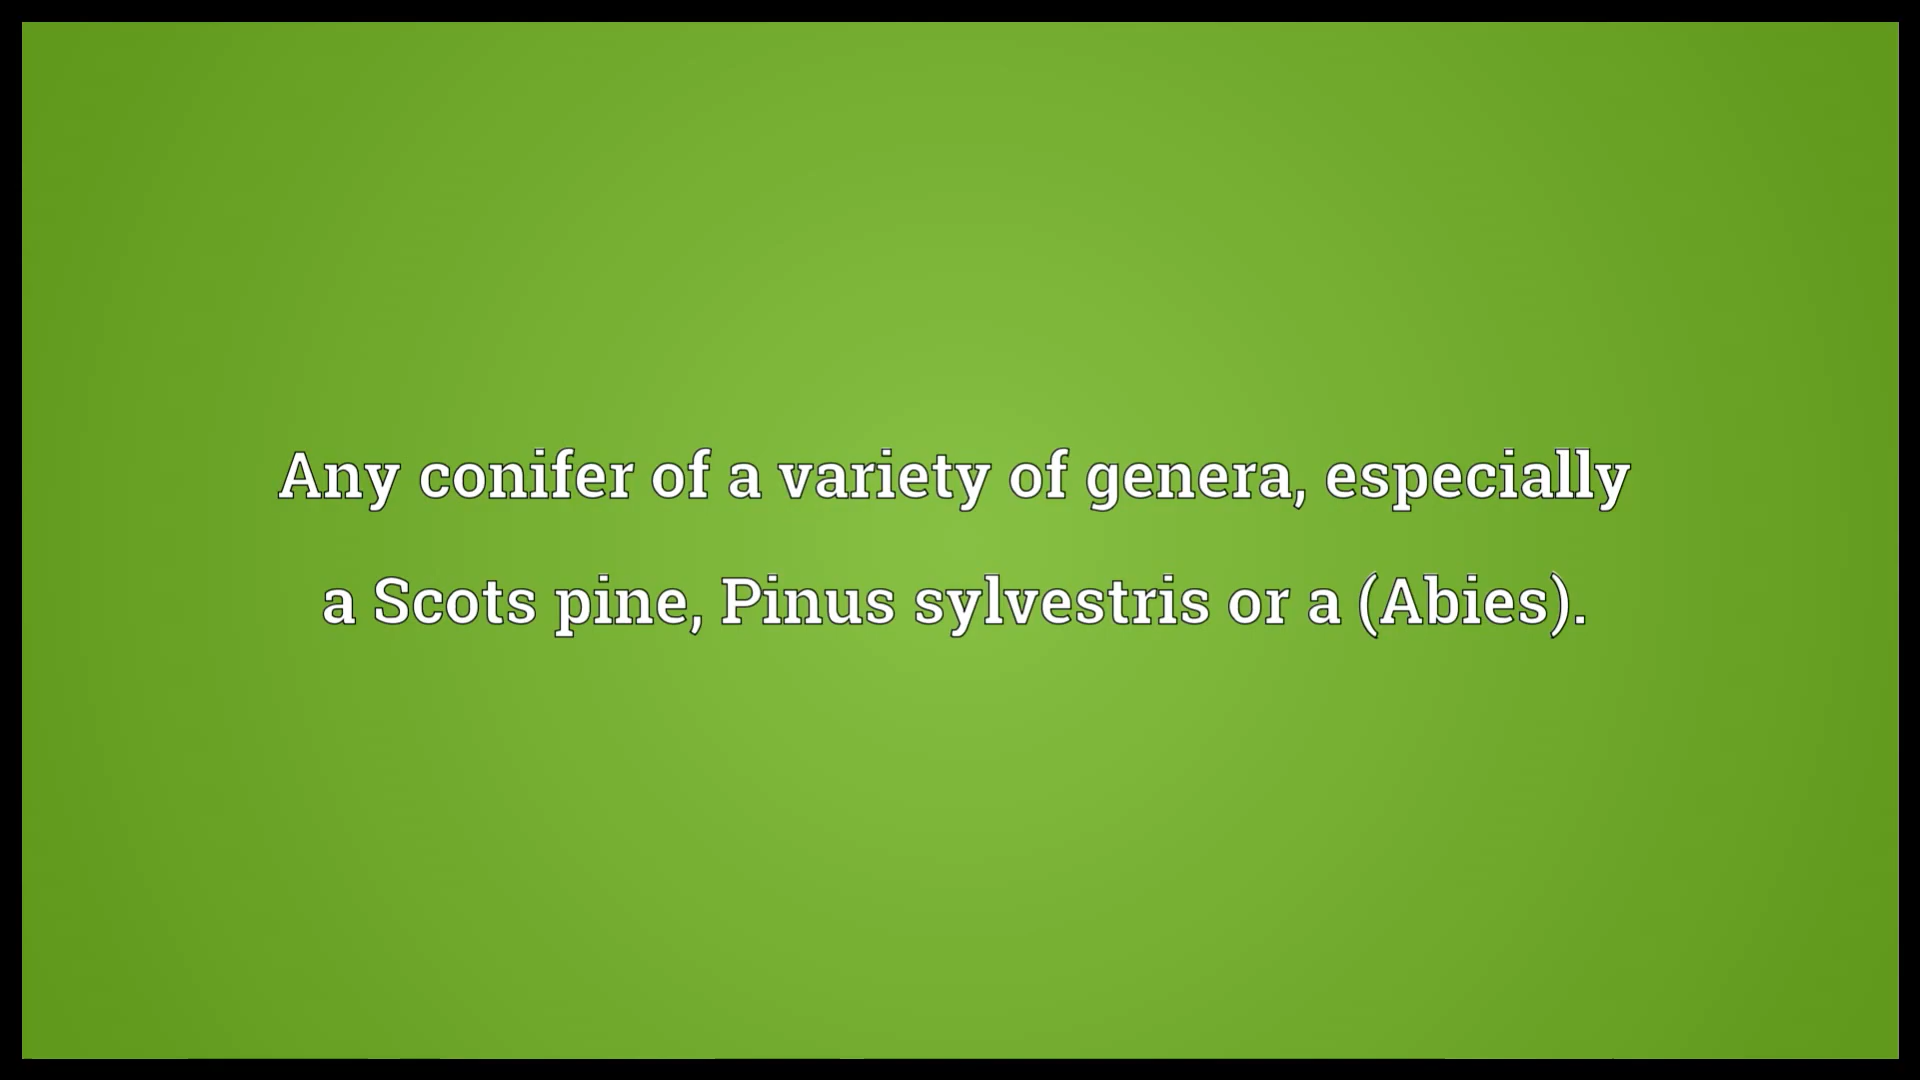 Any conifer of a variety of genera, especially
a Scots pine, Pinus sylvestris or a (Abies).